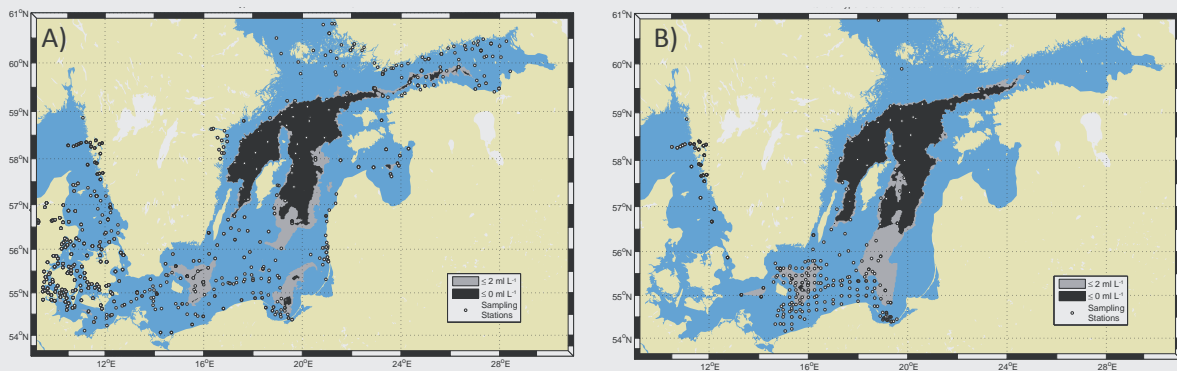 A)
61°N
60°N
59°N
58°N
57°N
56°N
55°N
54°N
≤ 2 ml L⁻¹
≤ 0 ml L⁻¹
Sampling
Stations
12°E
16°E
20°E
24°E
28°E
B)
61°N
60°N
59°N
58°N
57°N
56°N
55°N
54°N
≤ 2 ml L⁻¹
≤ 0 ml L⁻¹
Sampling
Stations
12°E
16°E
20°E
24°E
28°E